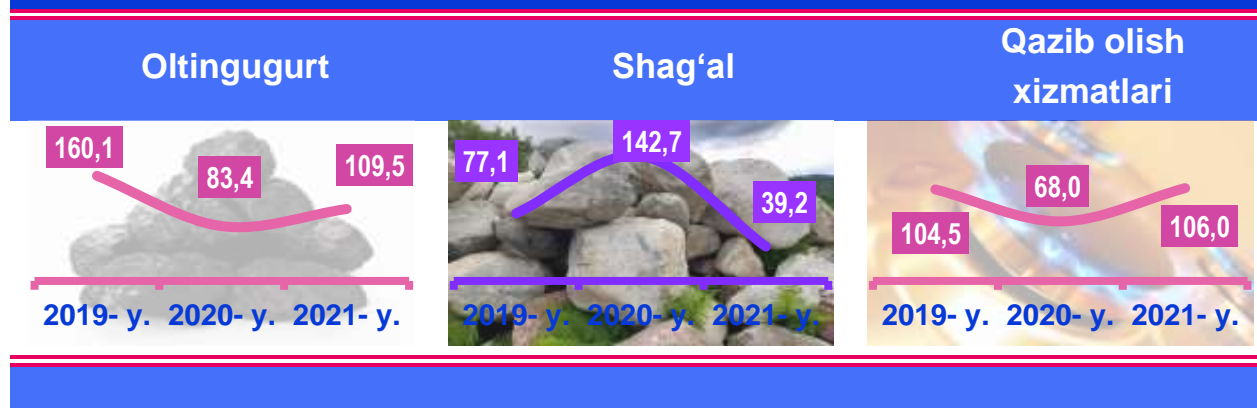 Oltingugurt
Shag‘al
Qazib olish
xizmatlari
160,1
83,4
109,5
2019- y. 2020- y. 2021- y.
77,1
142,7
39,2
2019- y. 2020- y. 2021- y.
104,5
68,0
106,0
2019- y. 2020- y. 2021- y.